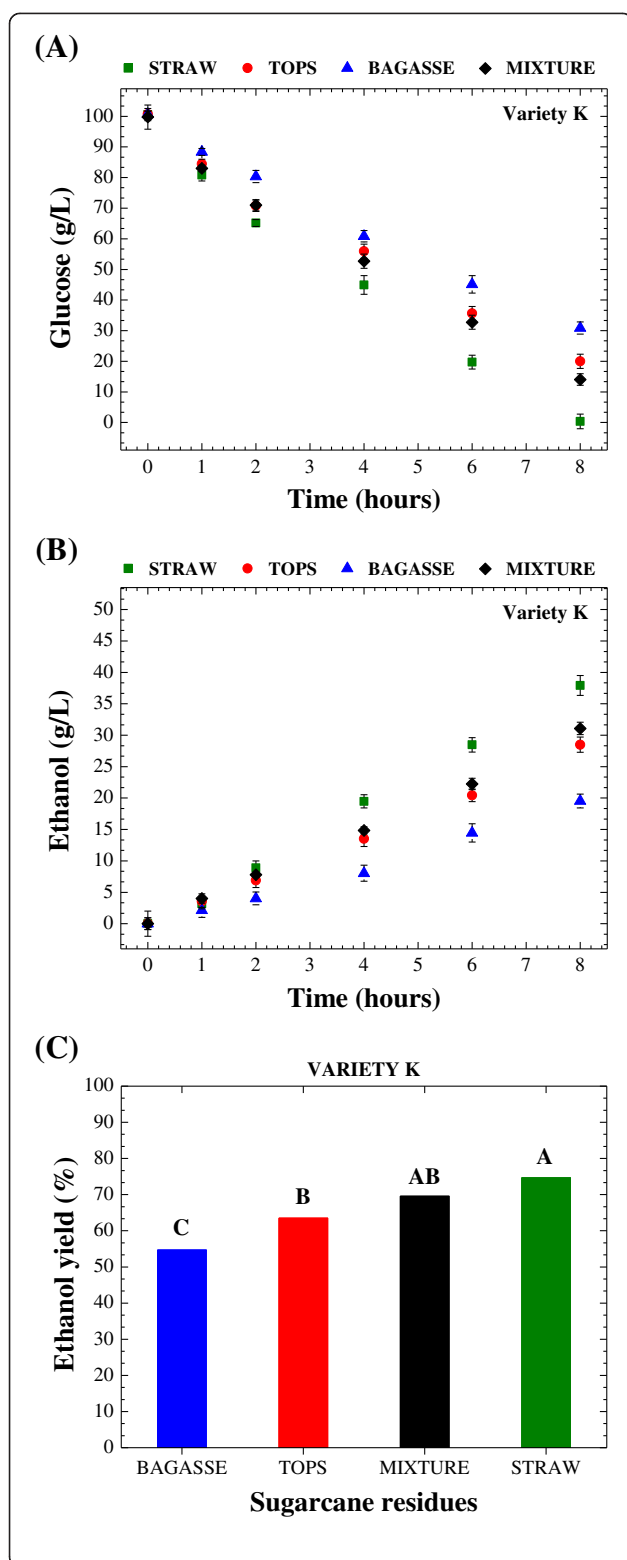 (A)
STRAW TOPS BAGASSE MIXTURE
Variety K
100
90
80
70
60
50
40
30
20
10
0
Glucose (g/L)
0 1 2 3 4 5 6 7 8
Time (hours)
(B)
STRAW TOPS BAGASSE MIXTURE
Variety K
50
45
40
35
30
25
20
15
10
5
0
Ethanol (g/L)
0 1 2 3 4 5 6 7 8
Time (hours)
(C)
VARIETY K
100
90
80
70
60
50
40
30
20
10
0
Ethanol yield (%)
C B AB A
BAGASSE TOPS MIXTURE STRAW
Sugarcane residues